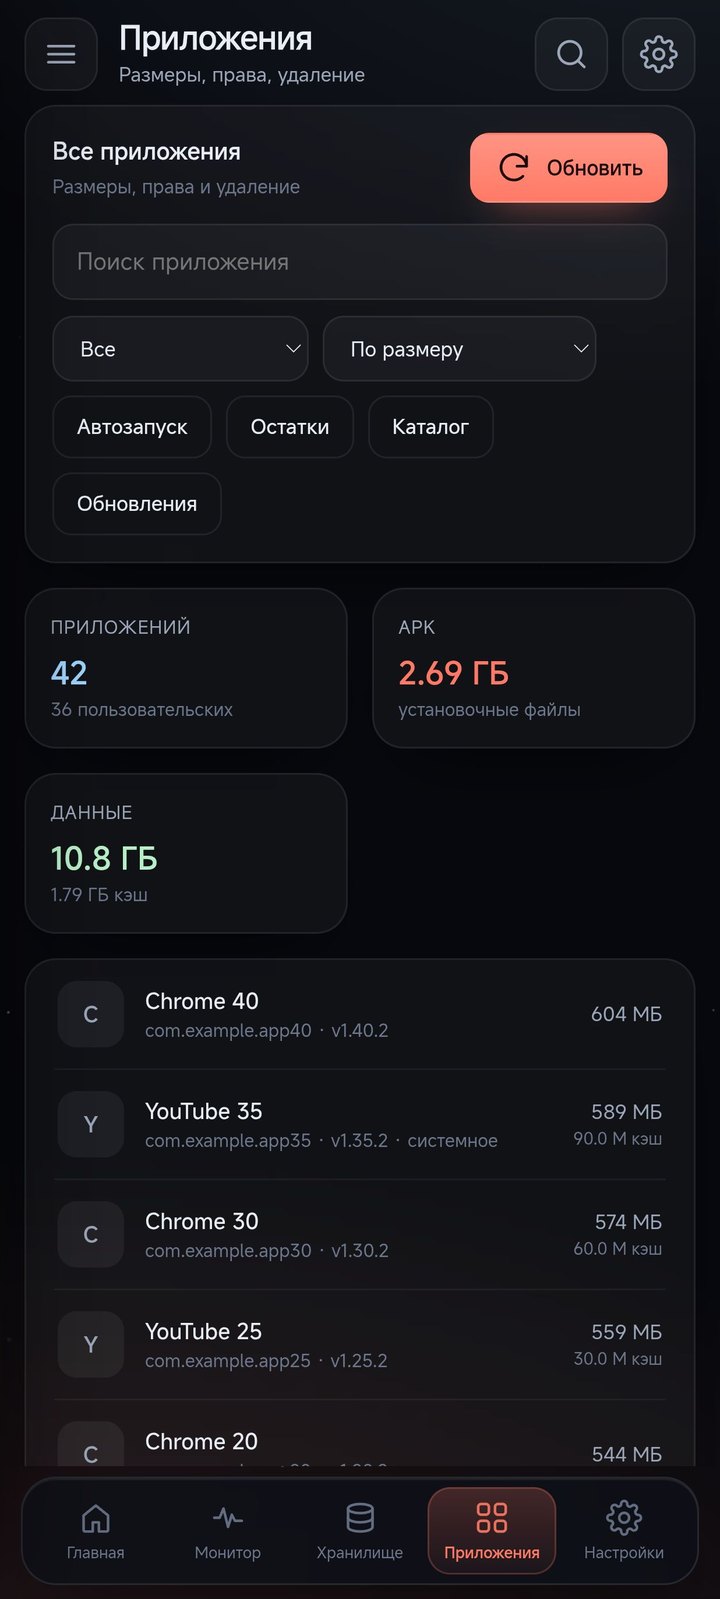 Приложения
Размеры, права, удаление
Все приложения
Размеры, права и удаление
Обновить
Поиск приложения
Все
По размеру
Автозапуск
Остатки
Каталог
Обновления
ПРИЛОЖЕНИЙ
42
36 пользовательских
APK
2.69 ГБ
установочные файлы
ДАННЫЕ
10.8 ГБ
1.79 ГБ кэш
C
Chrome 40
604 МБ
com.example.app40 · v1.40.2
Y
YouTube 35
589 МБ
com.example.app35 · v1.35.2 · системное
90.0 М кэш
C
Chrome 30
574 МБ
com.example.app30 · v1.30.2
60.0 М кэш
Y
YouTube 25
559 МБ
com.example.app25 · v1.25.2
30.0 М кэш
C
Chrome 20
544 МБ
Главная
Монитор
Хранилище
Приложения
Настройки